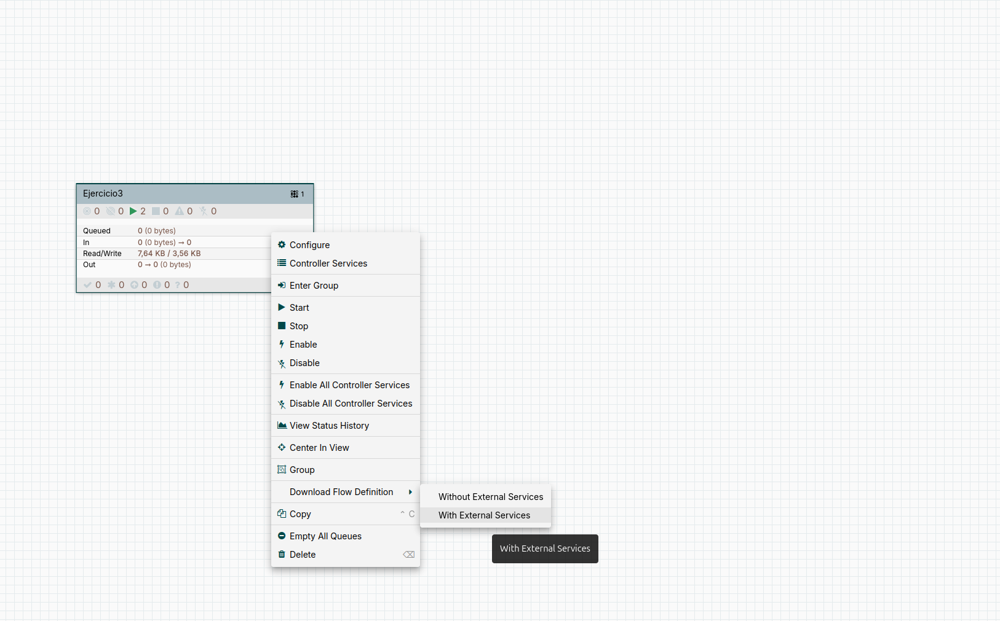 Ejercicio3 1
0 0 2 0 0 0
Queued 0 (0 bytes)
In 0 (0 bytes) → 0
Read/Write 7,64 KB / 3,56 KB
Out 0 → 0 (0 bytes)
0 0 0 0 ? 0
Configure
Controller Services
Enter Group
Start
Stop
Enable
Disable
Enable All Controller Services
Disable All Controller Services
View Status History
Center In View
Group
Download Flow Definition
Without External Services
With External Services
Copy ⌃ C
Empty All Queues
Delete ⌫
With External Services